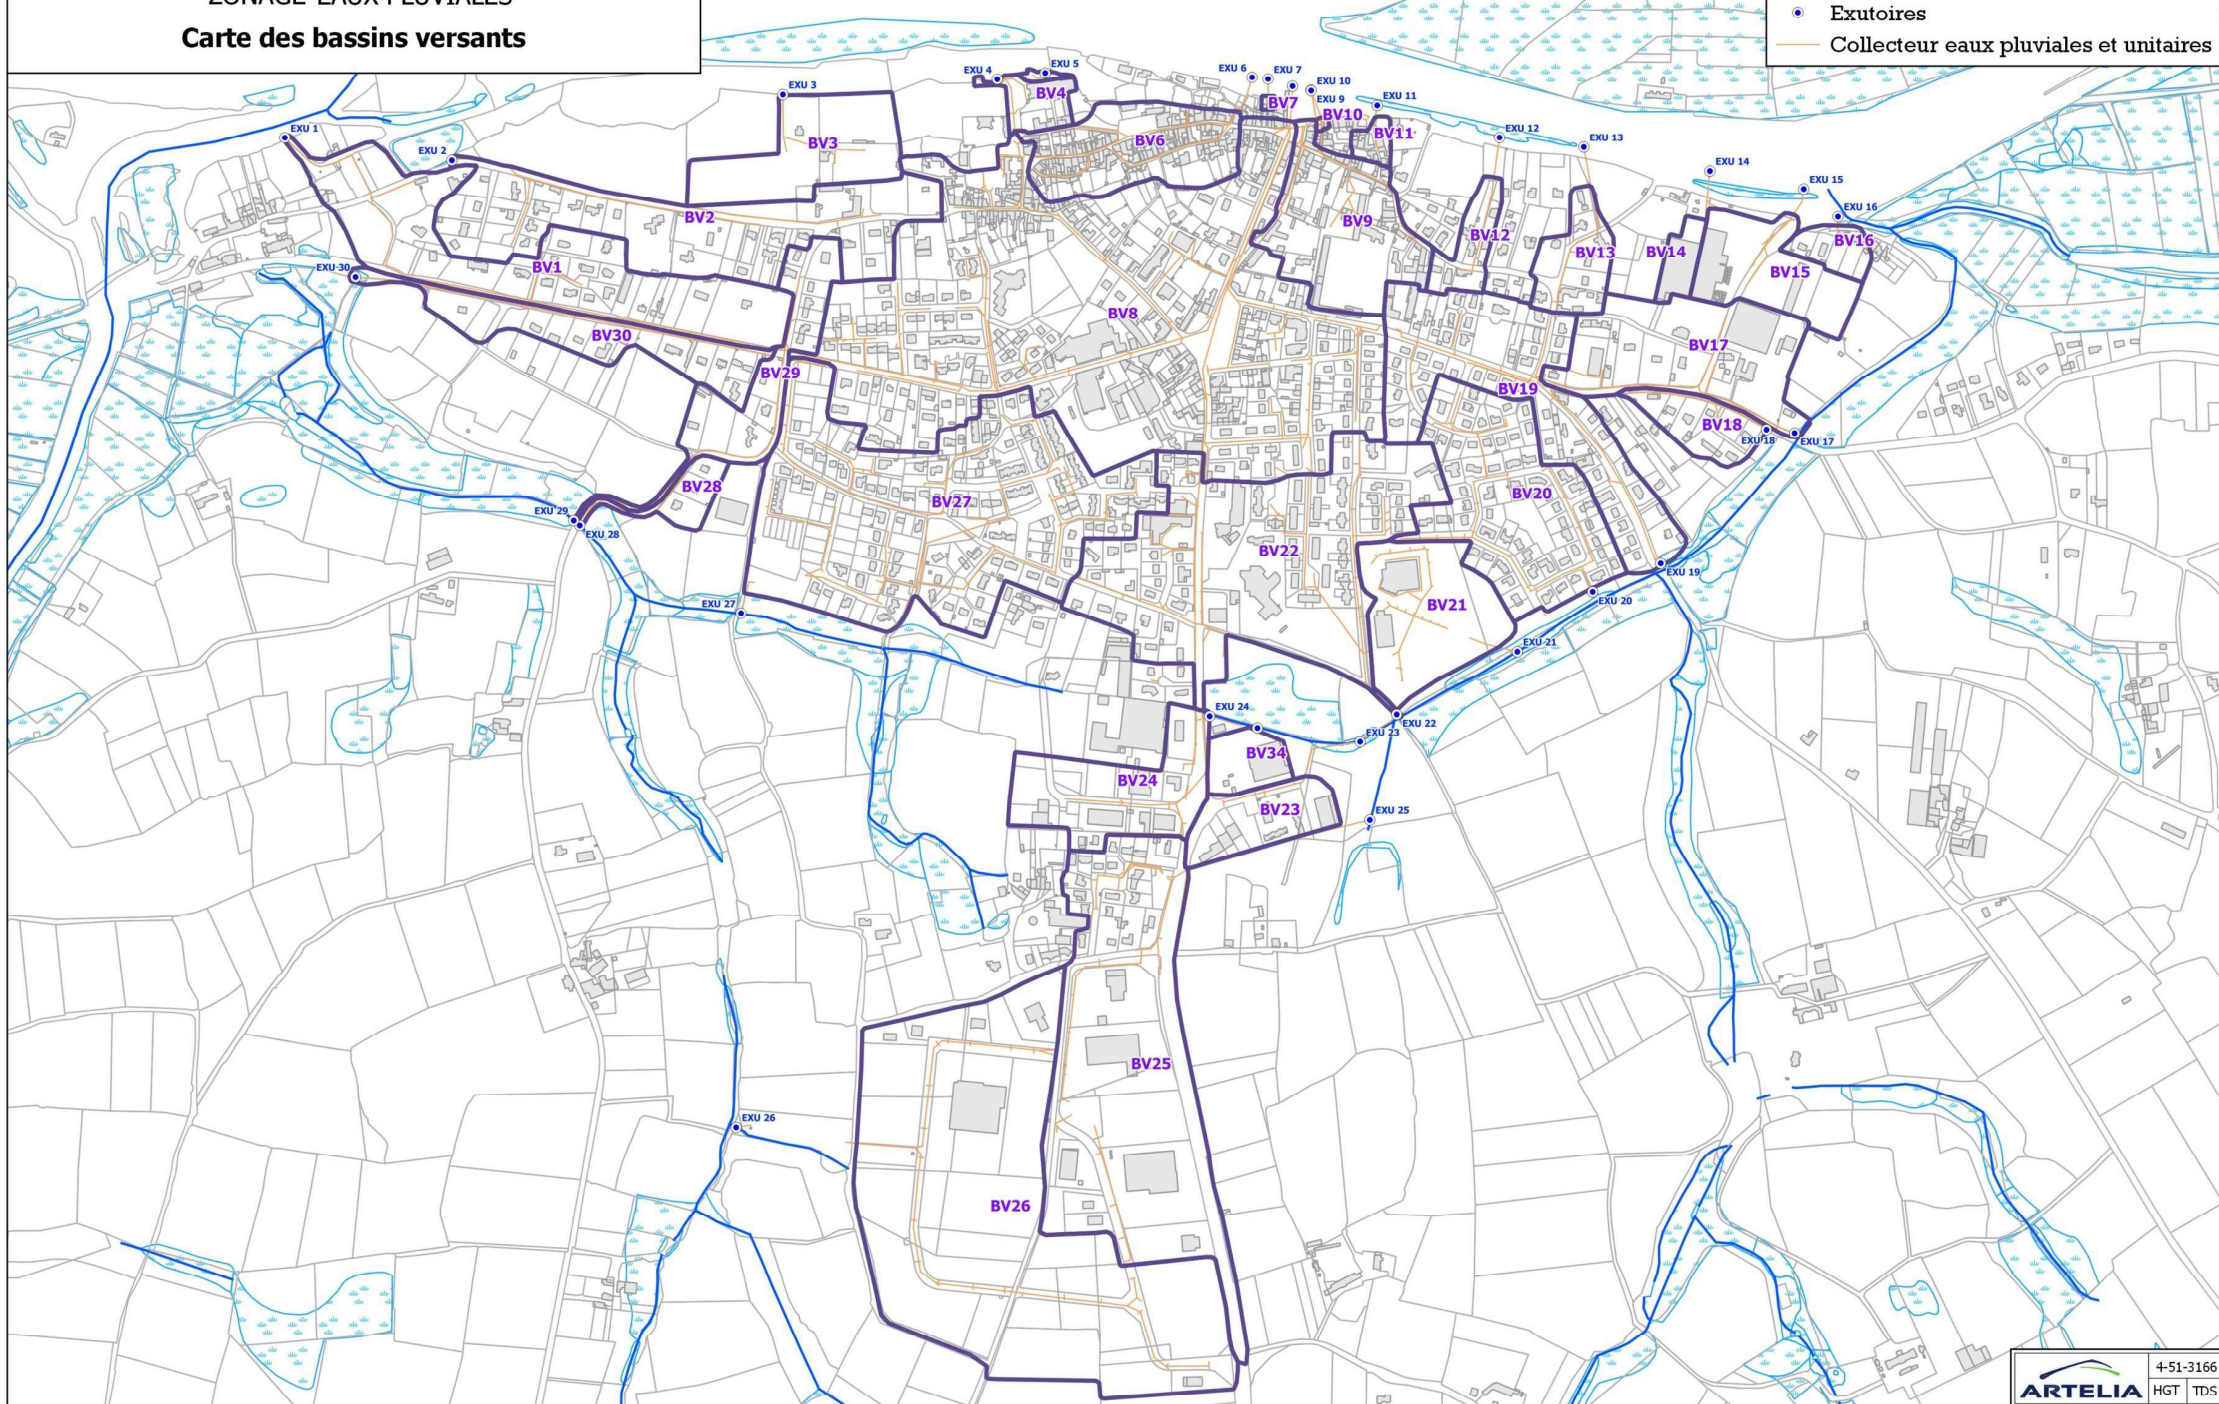 ZONAGE EAUX PLUVIALES
Carte des bassins versants
Exutoires
Collecteur eaux pluviales et unitaires
EXU 4
EXU 5
EXU 6
EXU 7
EXU 10
EXU 3
BV4
BV7
EXU 9
EXU 11
BV10
EXU 1
BV3
BV6
BV11
EXU 12
EXU 13
EXU 2
EXU 14
EXU 15
EXU 16
BV2
BV9
BV12
BV16
BV13
BV14
EXU 30
BV1
BV15
BV8
BV30
BV17
BV29
BV19
BV18
EXU 18
EXU 17
BV28
BV20
BV27
EXU 29
EXU 28
BV22
EXU 19
EXU 27
BV21
EXU 20
EXU 21
EXU 24
EXU 22
EXU 23
BV34
BV24
BV23
EXU 25
BV25
EXU 26
BV26
ARTELIA
4-51-3166
HGT
TDS